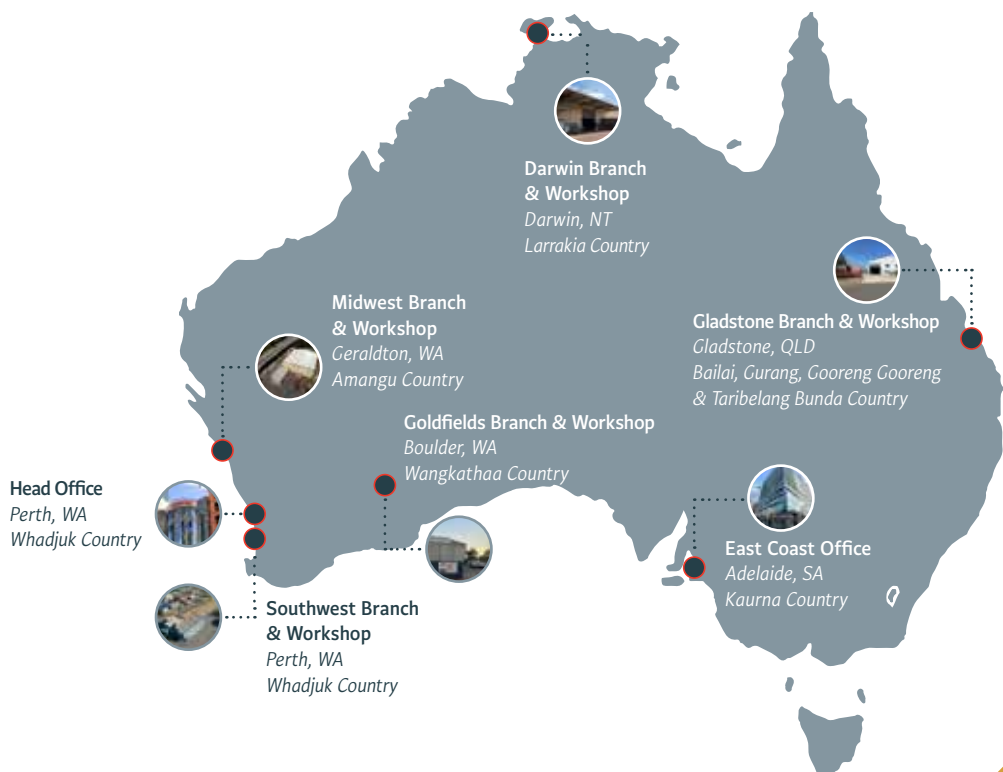 Darwin Branch
& Workshop
Darwin, NT
Larrakia Country
Midwest Branch
& Workshop
Geraldton, WA
Amangu Country
Gladstone Branch & Workshop
Gladstone, QLD
Bailai, Gurang, Gooreng Gooreng
& Taribelang Bunda Country
Goldfields Branch & Workshop
Boulder, WA
Wangkathaa Country
Head Office
Perth, WA
Whadjuk Country
East Coast Office
Adelaide, SA
Kaurna Country
Southwest Branch
& Workshop
Perth, WA
Whadjuk Country